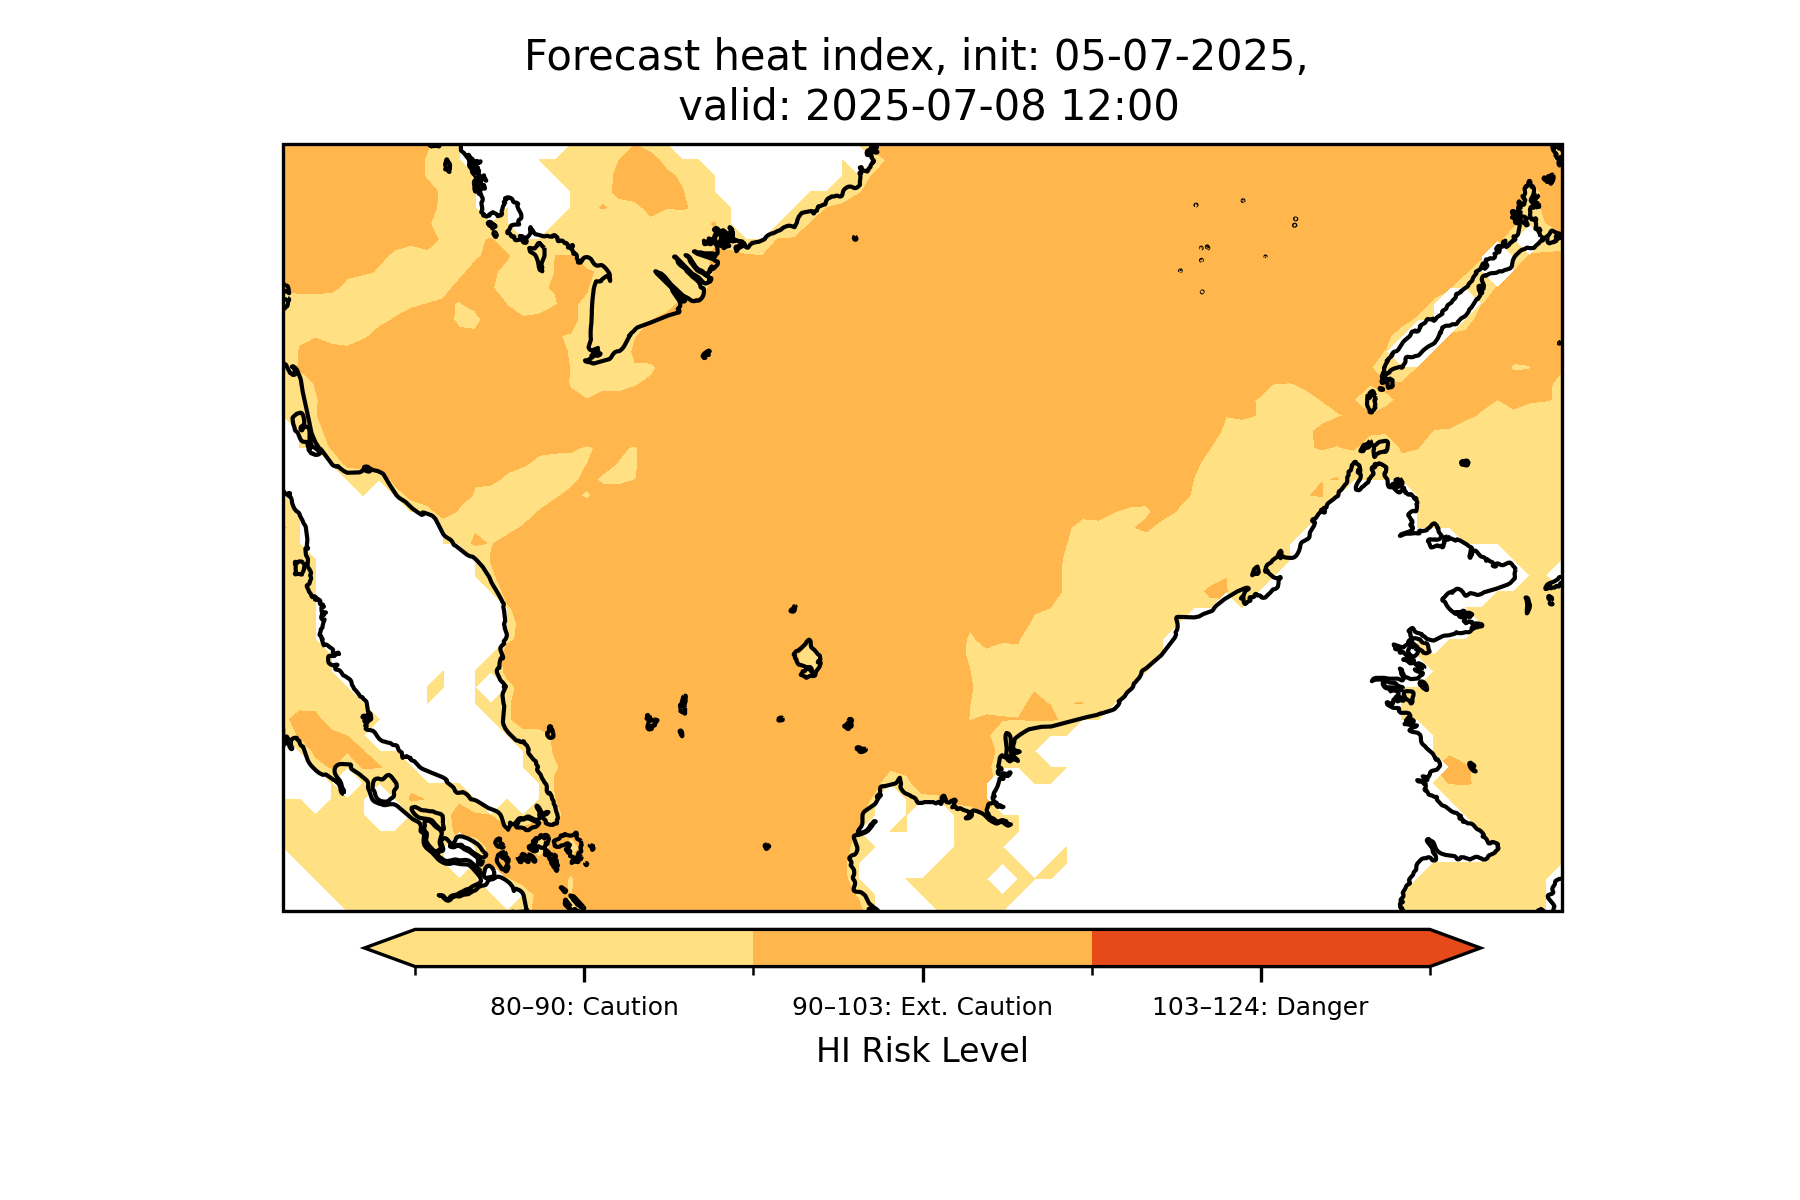 Forecast heat index, init: 05-07-2025,
valid: 2025-07-08 12:00
80–90: Caution
90–103: Ext. Caution
103–124: Danger
HI Risk Level